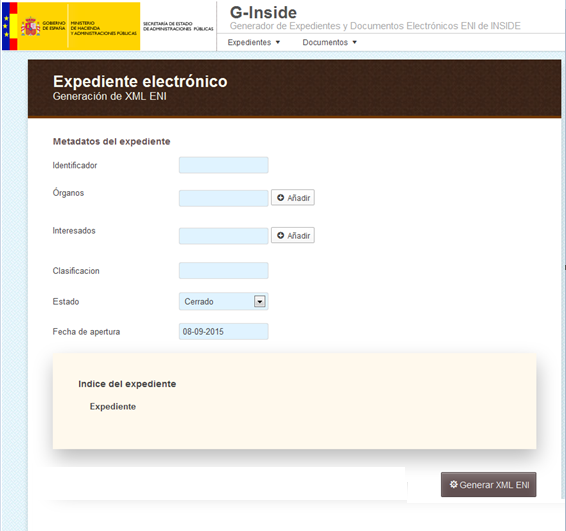 GOBIERNO
DE ESPAÑA
MINISTERIO
DE HACIENDA
Y ADMINISTRACIONES PÚBLICAS
SECRETARÍA DE ESTADO
DE ADMINISTRACIONES PÚBLICAS
G-Inside
Generador de Expedientes y Documentos Electrónicos ENI de INSIDE
Expedientes
Documentos
Expediente electrónico
Generación de XML ENI
Metadatos del expediente
Identificador
Órganos
Añadir
Interesados
Añadir
Clasificacion
Estado
Cerrado
Fecha de apertura
08-09-2015
Indice del expediente
Expediente
Generar XML ENI